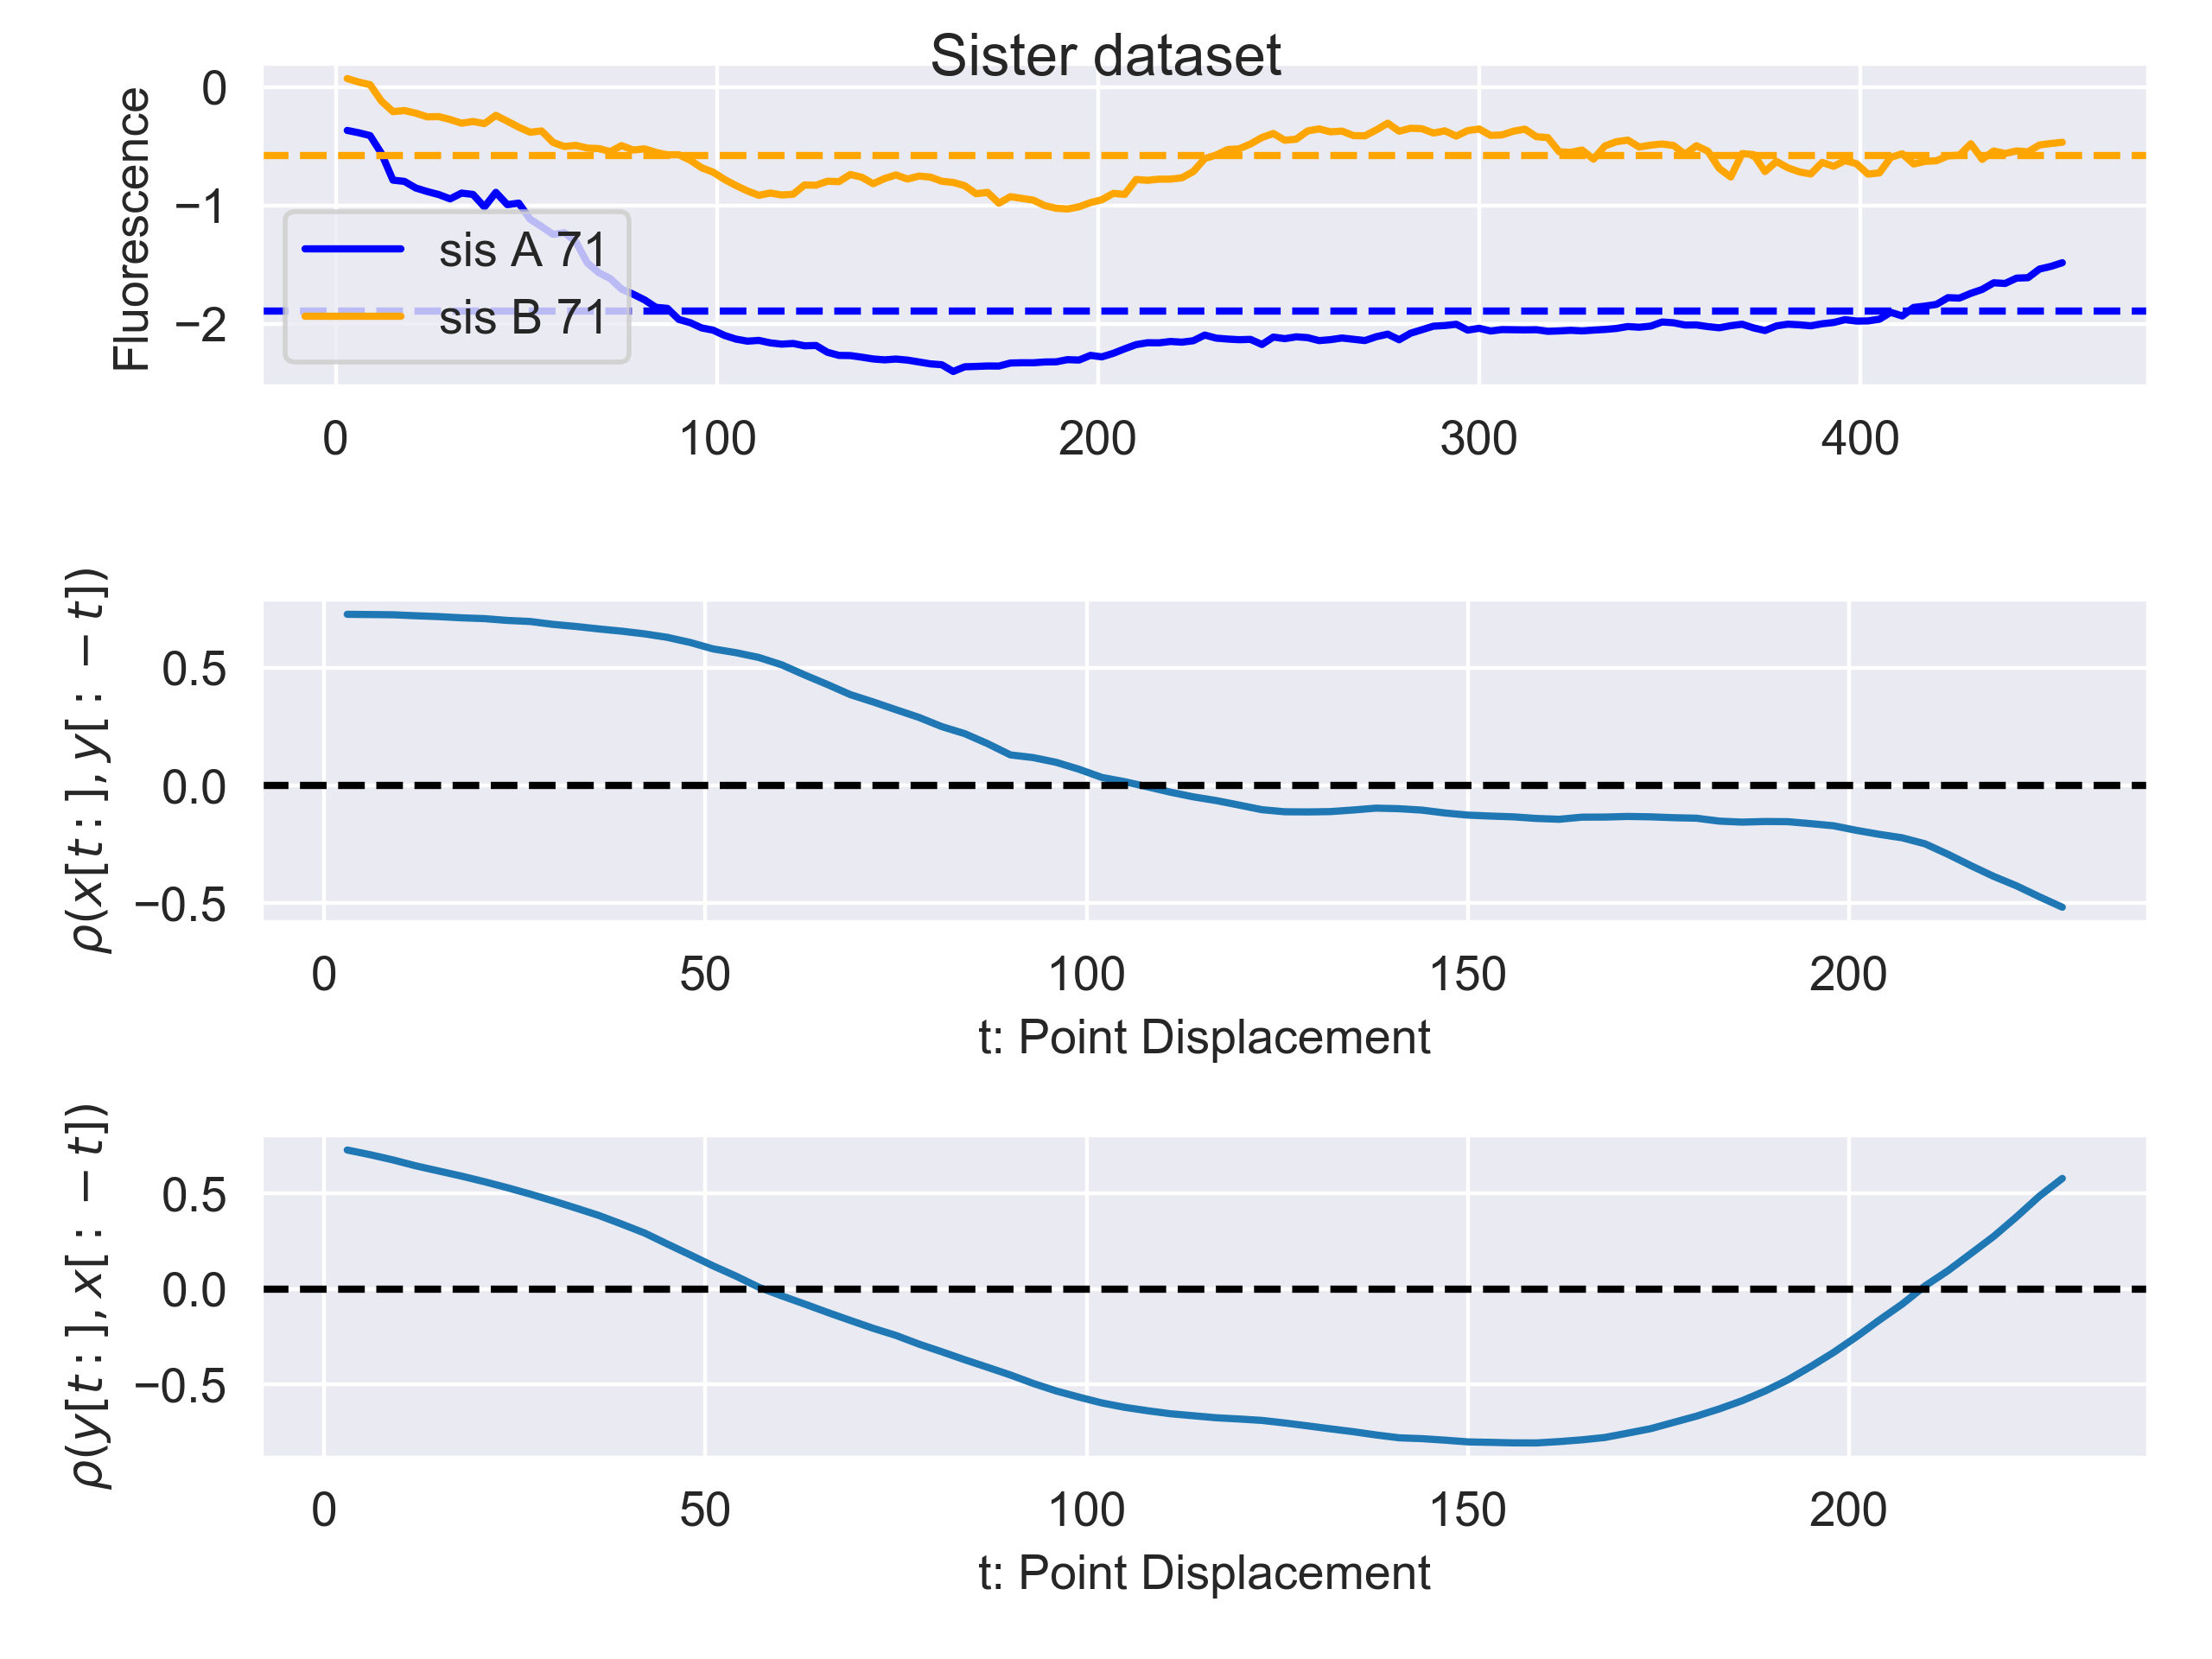 Sister dataset
Fluorescence
0
−1
−2
sis A 71
sis B 71
0 100 200 300 400
ρ(x[t:], y[: −t])
0.5
0.0
−0.5
0 50 100 150 200
t: Point Displacement
ρ(y[t:], x[: −t])
0.5
0.0
−0.5
0 50 100 150 200
t: Point Displacement